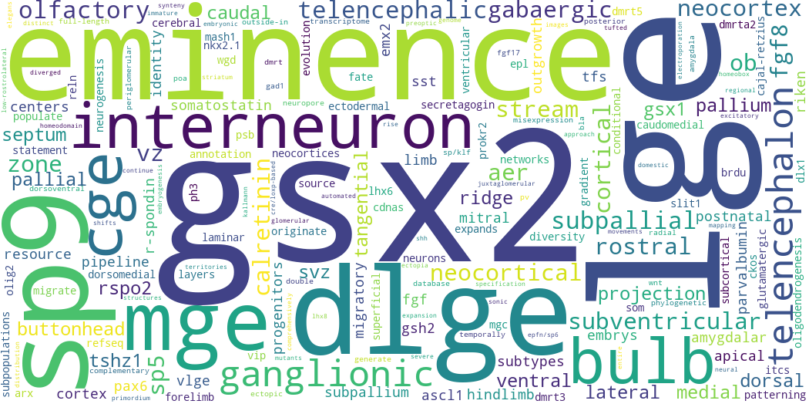 olfactory
caudal
telencephalic
gabaergic
neocortex
eminence
lge
fgf8
distinct
full-length
immature
synteny
embryonic
outside-in
transcriptome
preoptic
posterior
tufted
dmrt5
images
cerebral
mash1
nkx2.1
emx2
dmrta2
ob
cajal-retzius
homeobox
electroporation
amygdala
regional
riken
dlx1
identity
evolution
dmrt
wgd
fate
fgf17
epl
ventricular
outgrowth
tfs
diverged
poa
striatum
gad1
sst
reln
neurogenesis
periglomerular
neuropore
ectodermal
secretagogin
somatostatin
centers
populate
homeodomain
septum
statement
interneuron
stream
misexpression
gsx1
pallium
excitatory
caudomedial
conditional
cortical
rise
approach
bla
prokr2
sp/klf
psb
annotation
neocortices
limb
networks
zone
vz
pallial
dorsoventral
continue
cge
ph3
gsx2
source
automated
lhx6
cdnas
juxtaglomerular
aer
gradient
domestic
brdu
telencephalon
expands
ridge
slit1
originate
mitral
subpallial
postnatal
mapping
r-spondin
embryogenesis
kallmann
shifts
laminar
calretinin
cre/loxp-based
glomerular
tangential
shh
neurons
diversity
radial
movements
rostral
parvalbumin
subcortical
ckos
glutamatergic
sp9
resource
olig2
pipeline
dorsomedial
territories
layers
rspo2
structures
migrate
svz
double
progenitors
migratory
superficial
ectopia
neocortical
database
specification
wnt
phylogenetic
projection
som
fgf
expansion
sonic
mge
dlge
gsh2
mgc
subventricular
oligodendrogenesis
buttonhead
refseq
tshz1
sp5
lhx8
temporally
epfn/sp6
embrys
amygdalar
bulb
apical
itcs
neural
subpopulations
vip
mutants
generate
severe
subtypes
arx
pax6
vlge
ganglionic
ventral
dorsal
cortex
primordium
forelimb
ectopic
subpallium
ascl1
hindlimb
dmrt3
lateral
medial
patterning